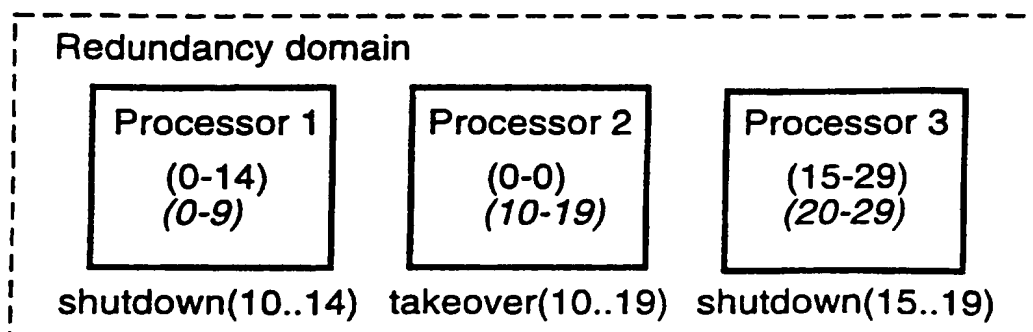 Redundancy domain
Processor 1
(0-14)
(0-9)
shutdown(10..14)
Processor 2
(0-0)
(10-19)
takeover(10..19)
Processor 3
(15-29)
(20-29)
shutdown(15..19)